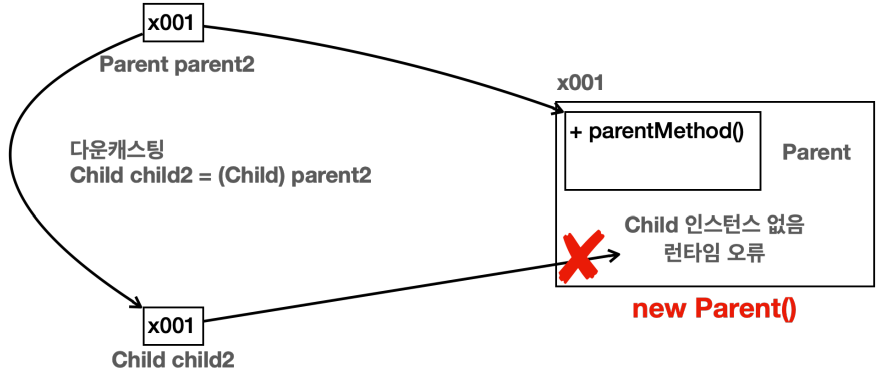 x001
Parent parent2
x001
+ parentMethod()
Parent
다운캐스팅
Child child2 = (Child) parent2
Child 인스턴스 없음
런타임 오류
new Parent()
x001
Child child2